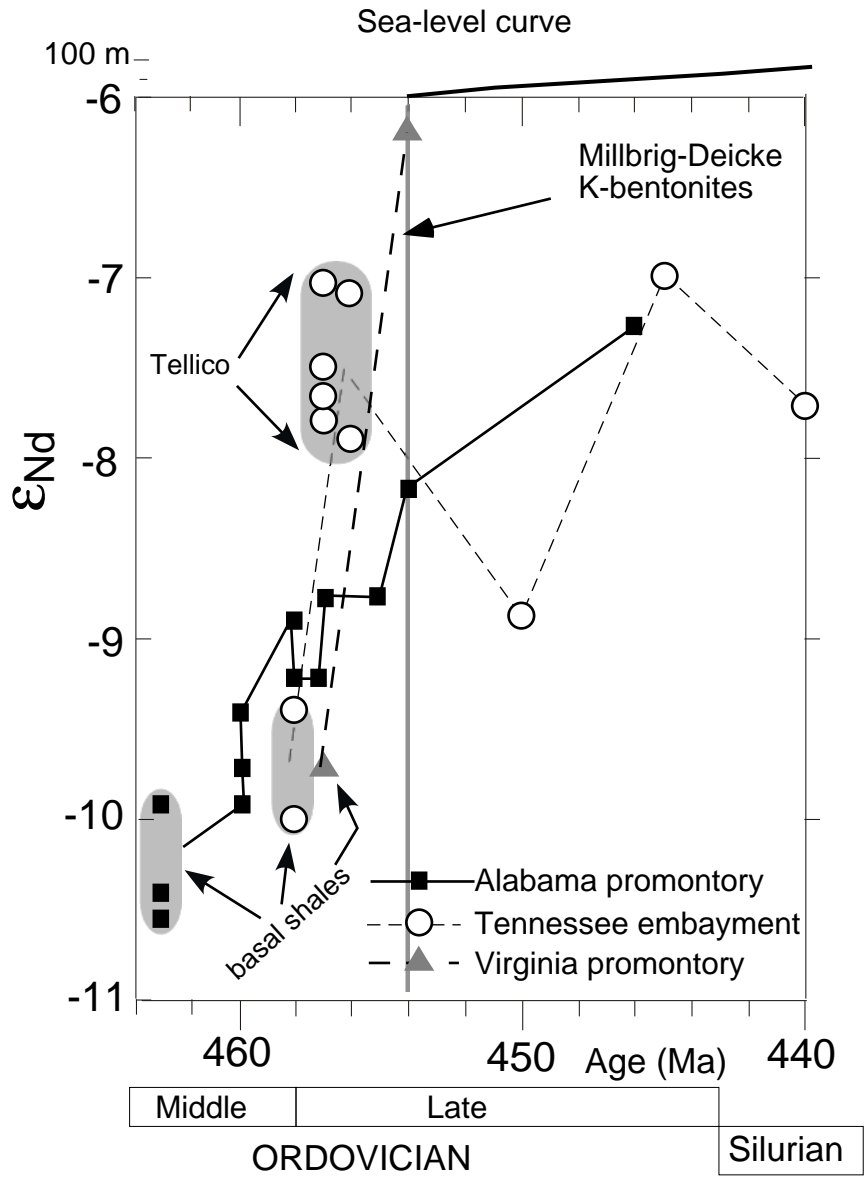 Sea-level curve
100 m
-6
Millbrig-Deicke
K-bentonites
-7
Tellico
-8
εNd
-9
-10
basal shales
Alabama promontory
Tennessee embayment
Virginia promontory
-11
460
450
Age (Ma)
440
Middle
Late
ORDOVICIAN
Silurian